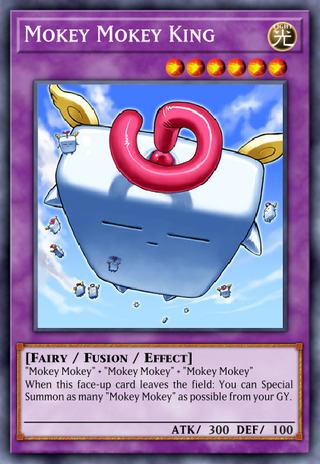 Mokey Mokey King
LIGHT
光
[Fairy / Fusion / Effect]
"Mokey Mokey" + "Mokey Mokey" + "Mokey Mokey"
When this face-up card leaves the field: You can Special
Summon as many "Mokey Mokey" as possible from your GY.
ATK/ 300 DEF/ 100